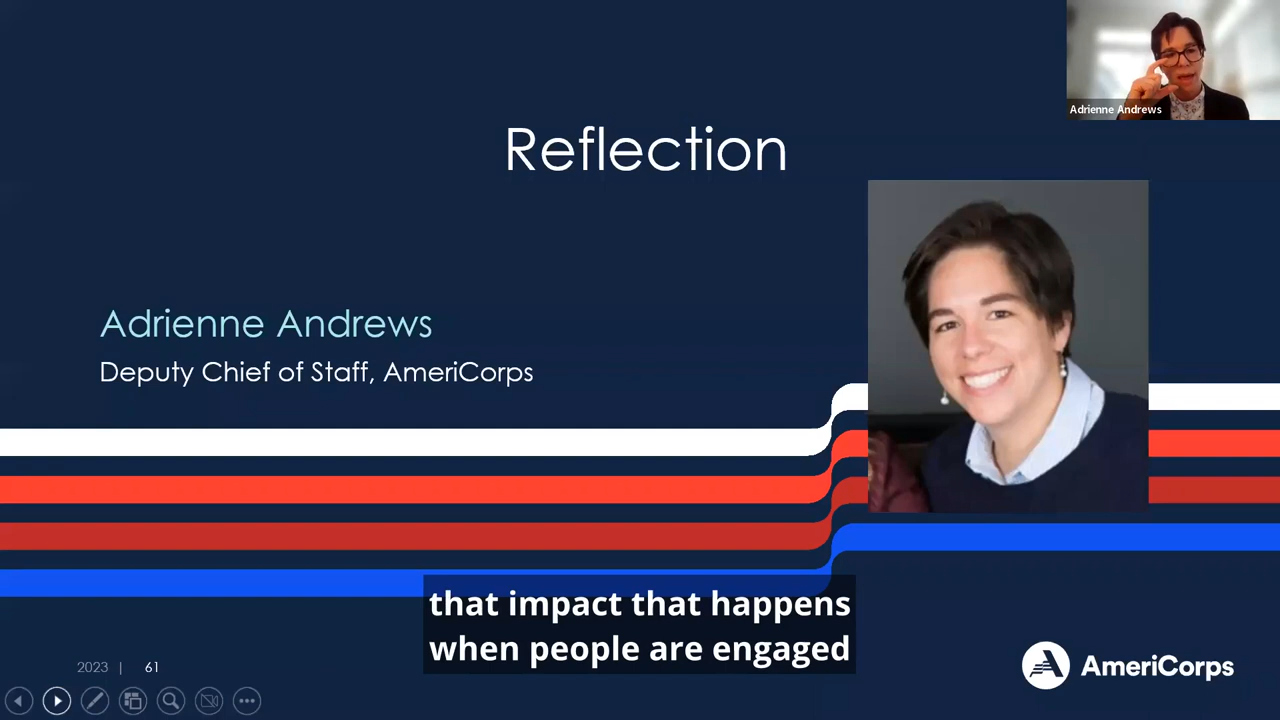 Adrienne Andrews
Reflection
Adrienne Andrews
Deputy Chief of Staff, AmeriCorps
that impact that happens
when people are engaged
2023 | 61
AmeriCorps